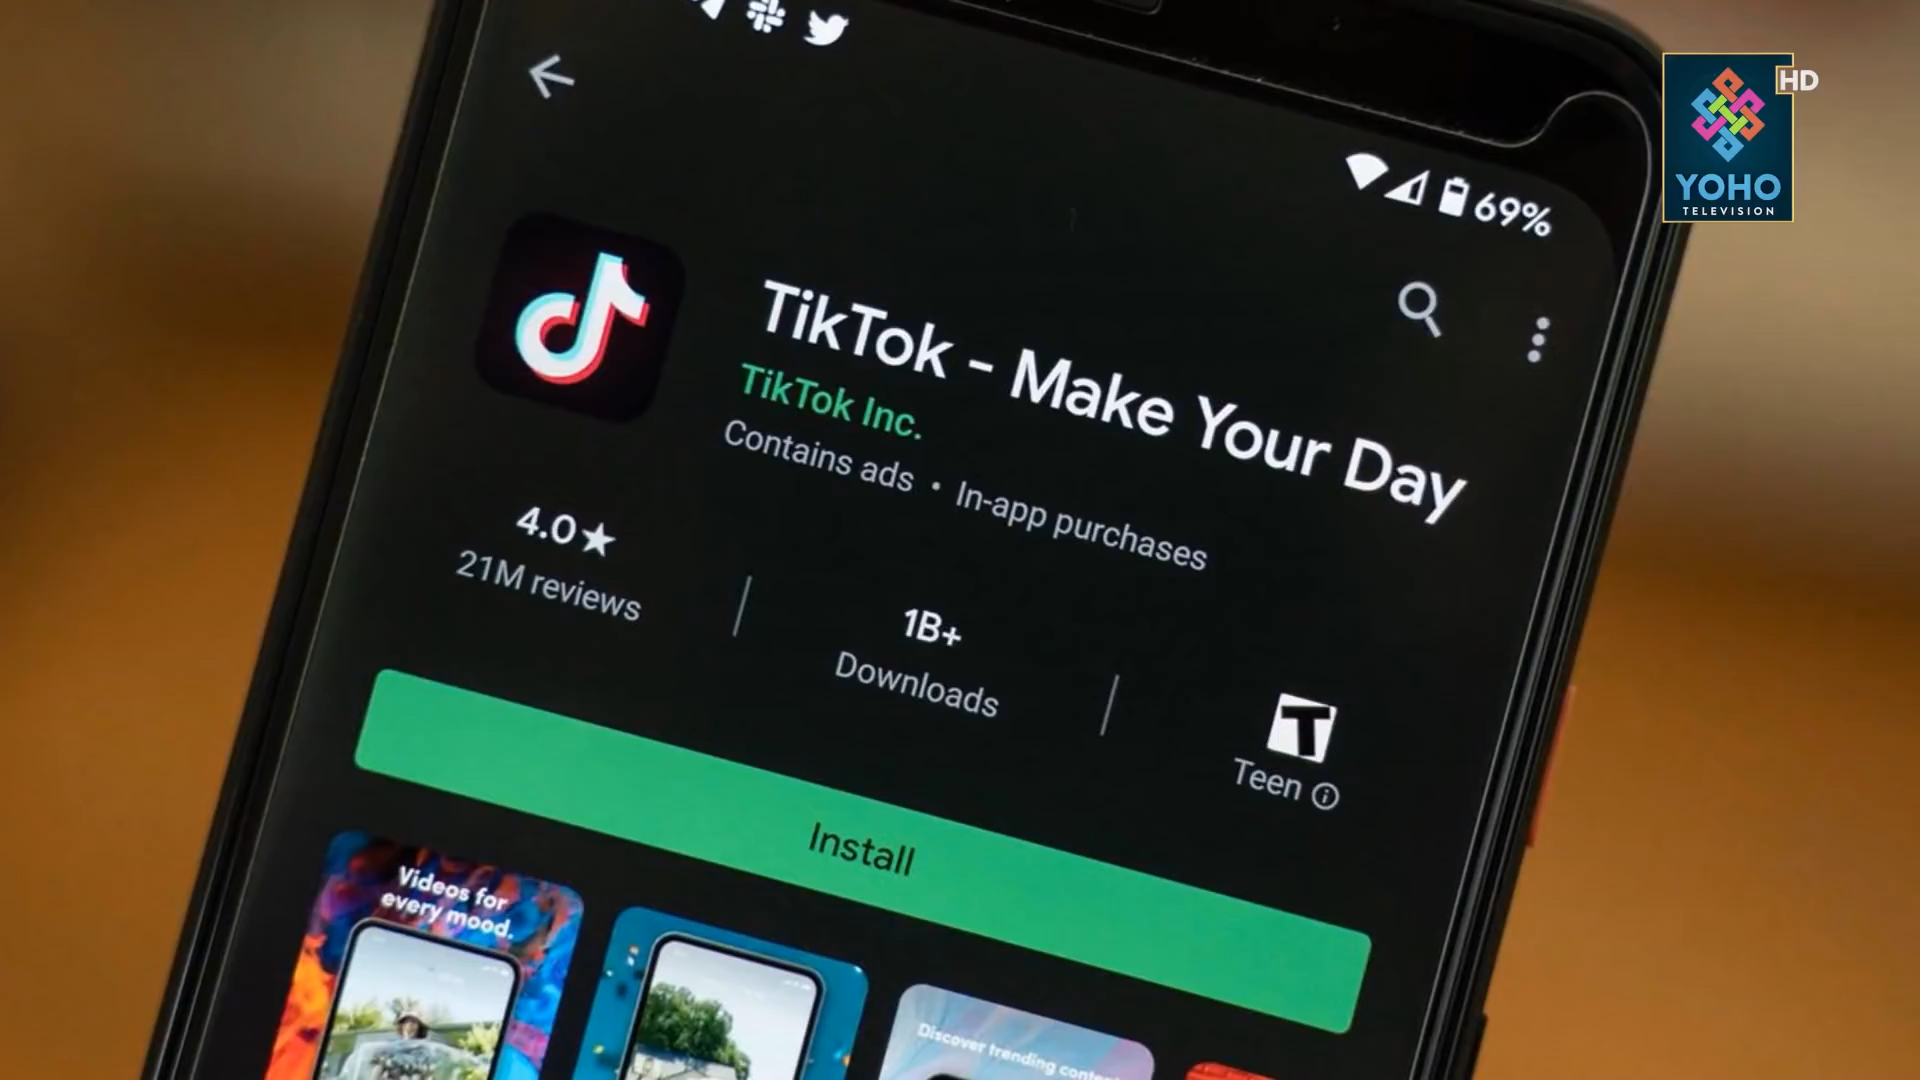 HD
YOHO
TELEVISION
69%
TikTok - Make Your Day
TikTok Inc.
Contains ads • In-app purchases
4.0★
21M reviews
1B+
Downloads
T
Teen
Install
Videos for
every mood.
Discover trending